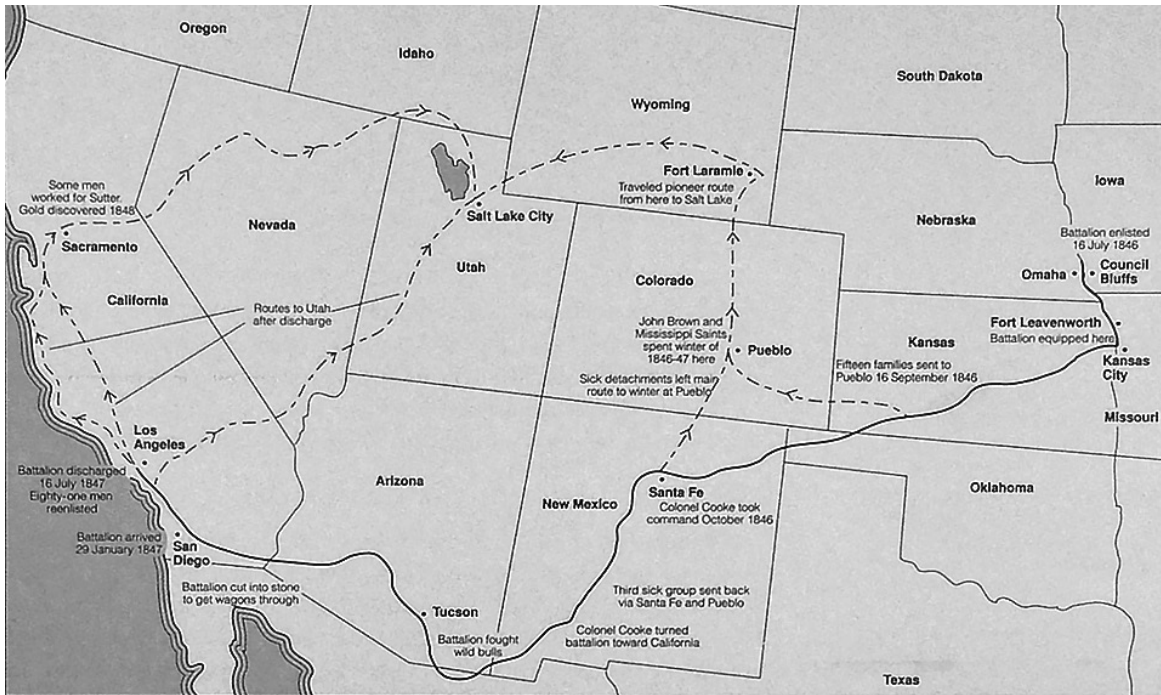 Oregon
Idaho
South Dakota
Wyoming
Some men
worked for Sutter.
Gold discovered 1848
Fort Laramie
Traveled pioneer route
from here to Salt Lake
Iowa
Nevada
Salt Lake City
Nebraska
Sacramento
Battalion enlisted
16 July 1846
Utah
Omaha
Council
Bluffs
Colorado
California
Routes to Utah
after discharge
John Brown and
Mississippi Saints
spent winter of
1846-47 here
Pueblo
Fort Leavenworth
Battalion equipped here
Kansas
Kansas
City
Fifteen families sent to
Pueblo 16 September 1846
Sick detachments left main
route to winter at Pueblo
Missouri
Los
Angeles
Battalion discharged
16 July 1847
Eighty-one men
reenlisted
Arizona
New Mexico
Santa Fe
Colonel Cooke took
command October 1846
Oklahoma
Battalion arrived
29 January 1847
San
Diego
Battalion cut into stone
to get wagons through
Tucson
Third sick group sent back
via Santa Fe and Pueblo
Battalion fought
wild bulls
Colonel Cooke turned
battalion toward California
Texas